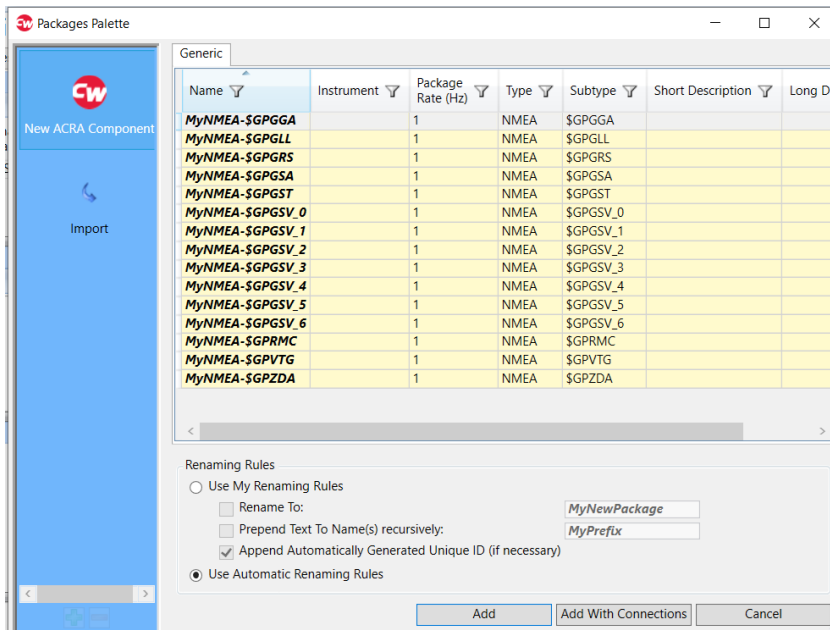 Packages Palette
Generic
Name Instrument Package Rate (Hz) Type Subtype Short Description Long D
MyNMEA-$GPGGA 1 NMEA $GPGGA
MyNMEA-$GPGLL 1 NMEA $GPGLL
MyNMEA-$GPGRS 1 NMEA $GPGRS
MyNMEA-$GPGSA 1 NMEA $GPGSA
MyNMEA-$GPGST 1 NMEA $GPGST
MyNMEA-$GPGSV_0 1 NMEA $GPGSV_0
MyNMEA-$GPGSV_1 1 NMEA $GPGSV_1
MyNMEA-$GPGSV_2 1 NMEA $GPGSV_2
MyNMEA-$GPGSV_3 1 NMEA $GPGSV_3
MyNMEA-$GPGSV_4 1 NMEA $GPGSV_4
MyNMEA-$GPGSV_5 1 NMEA $GPGSV_5
MyNMEA-$GPGSV_6 1 NMEA $GPGSV_6
MyNMEA-$GPRMC 1 NMEA $GPRMC
MyNMEA-$GPVTG 1 NMEA $GPVTG
MyNMEA-$GPZDA 1 NMEA $GPZDA
CW
New ACRA Component
Import
Renaming Rules
Use My Renaming Rules
Rename To: MyNewPackage
Prepend Text To Name(s) recursively: MyPrefix
Append Automatically Generated Unique ID (if necessary)
Use Automatic Renaming Rules
Add Add With Connections Cancel